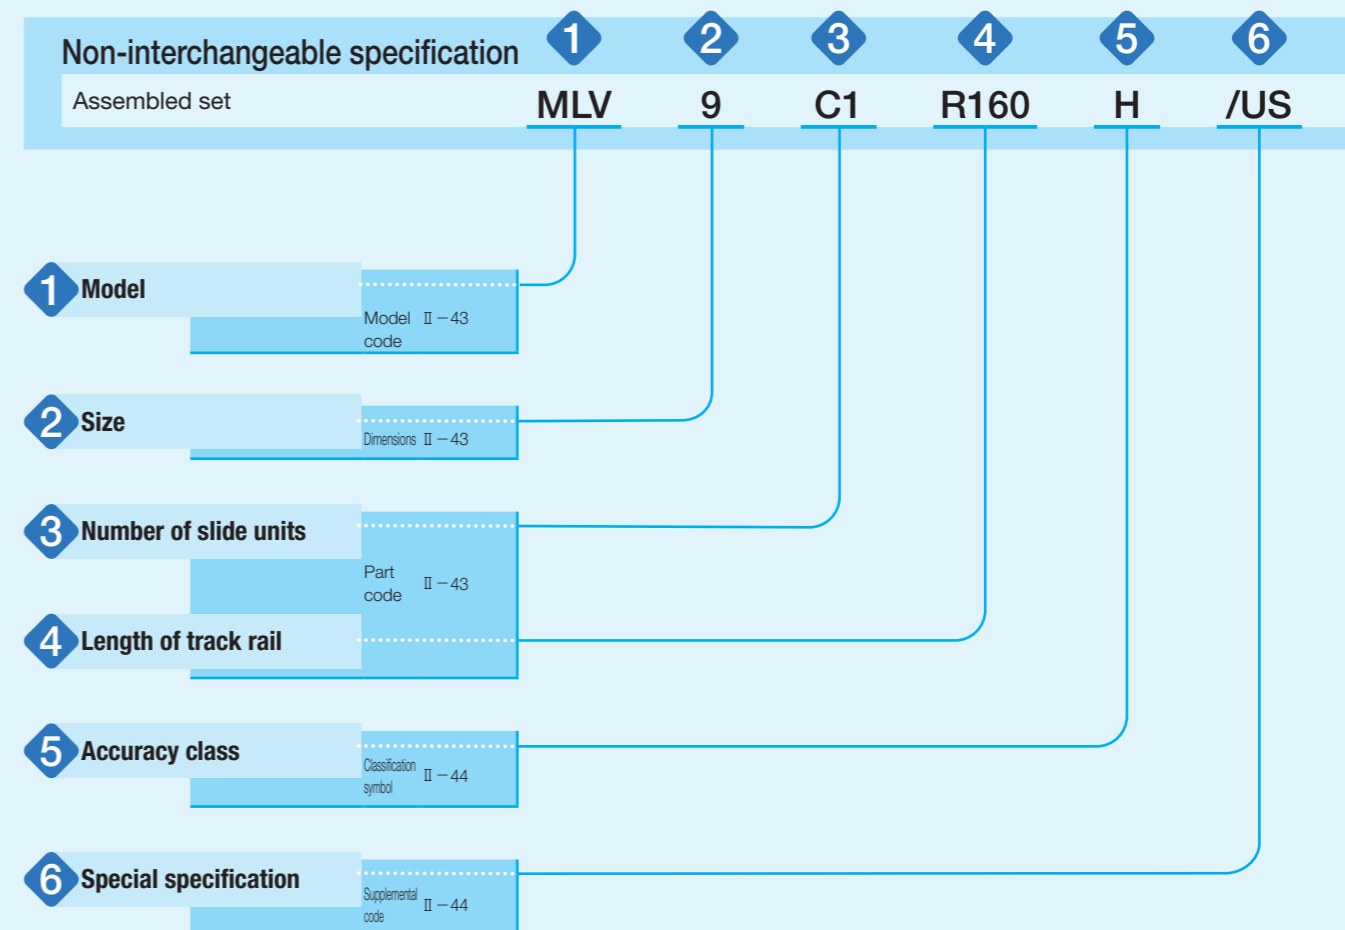 1 2 3 4 5 6
Non-interchangeable specification
Assembled set MLV 9 C1 R160 H /US
1 Model
Model Ⅱ－43
code
2 Size
Dimensions Ⅱ－43
3 Number of slide units
Part
code Ⅱ－43
4 Length of track rail
5 Accuracy class
Classification
symbol Ⅱ－44
6 Special specification
Supplemental
code Ⅱ－44